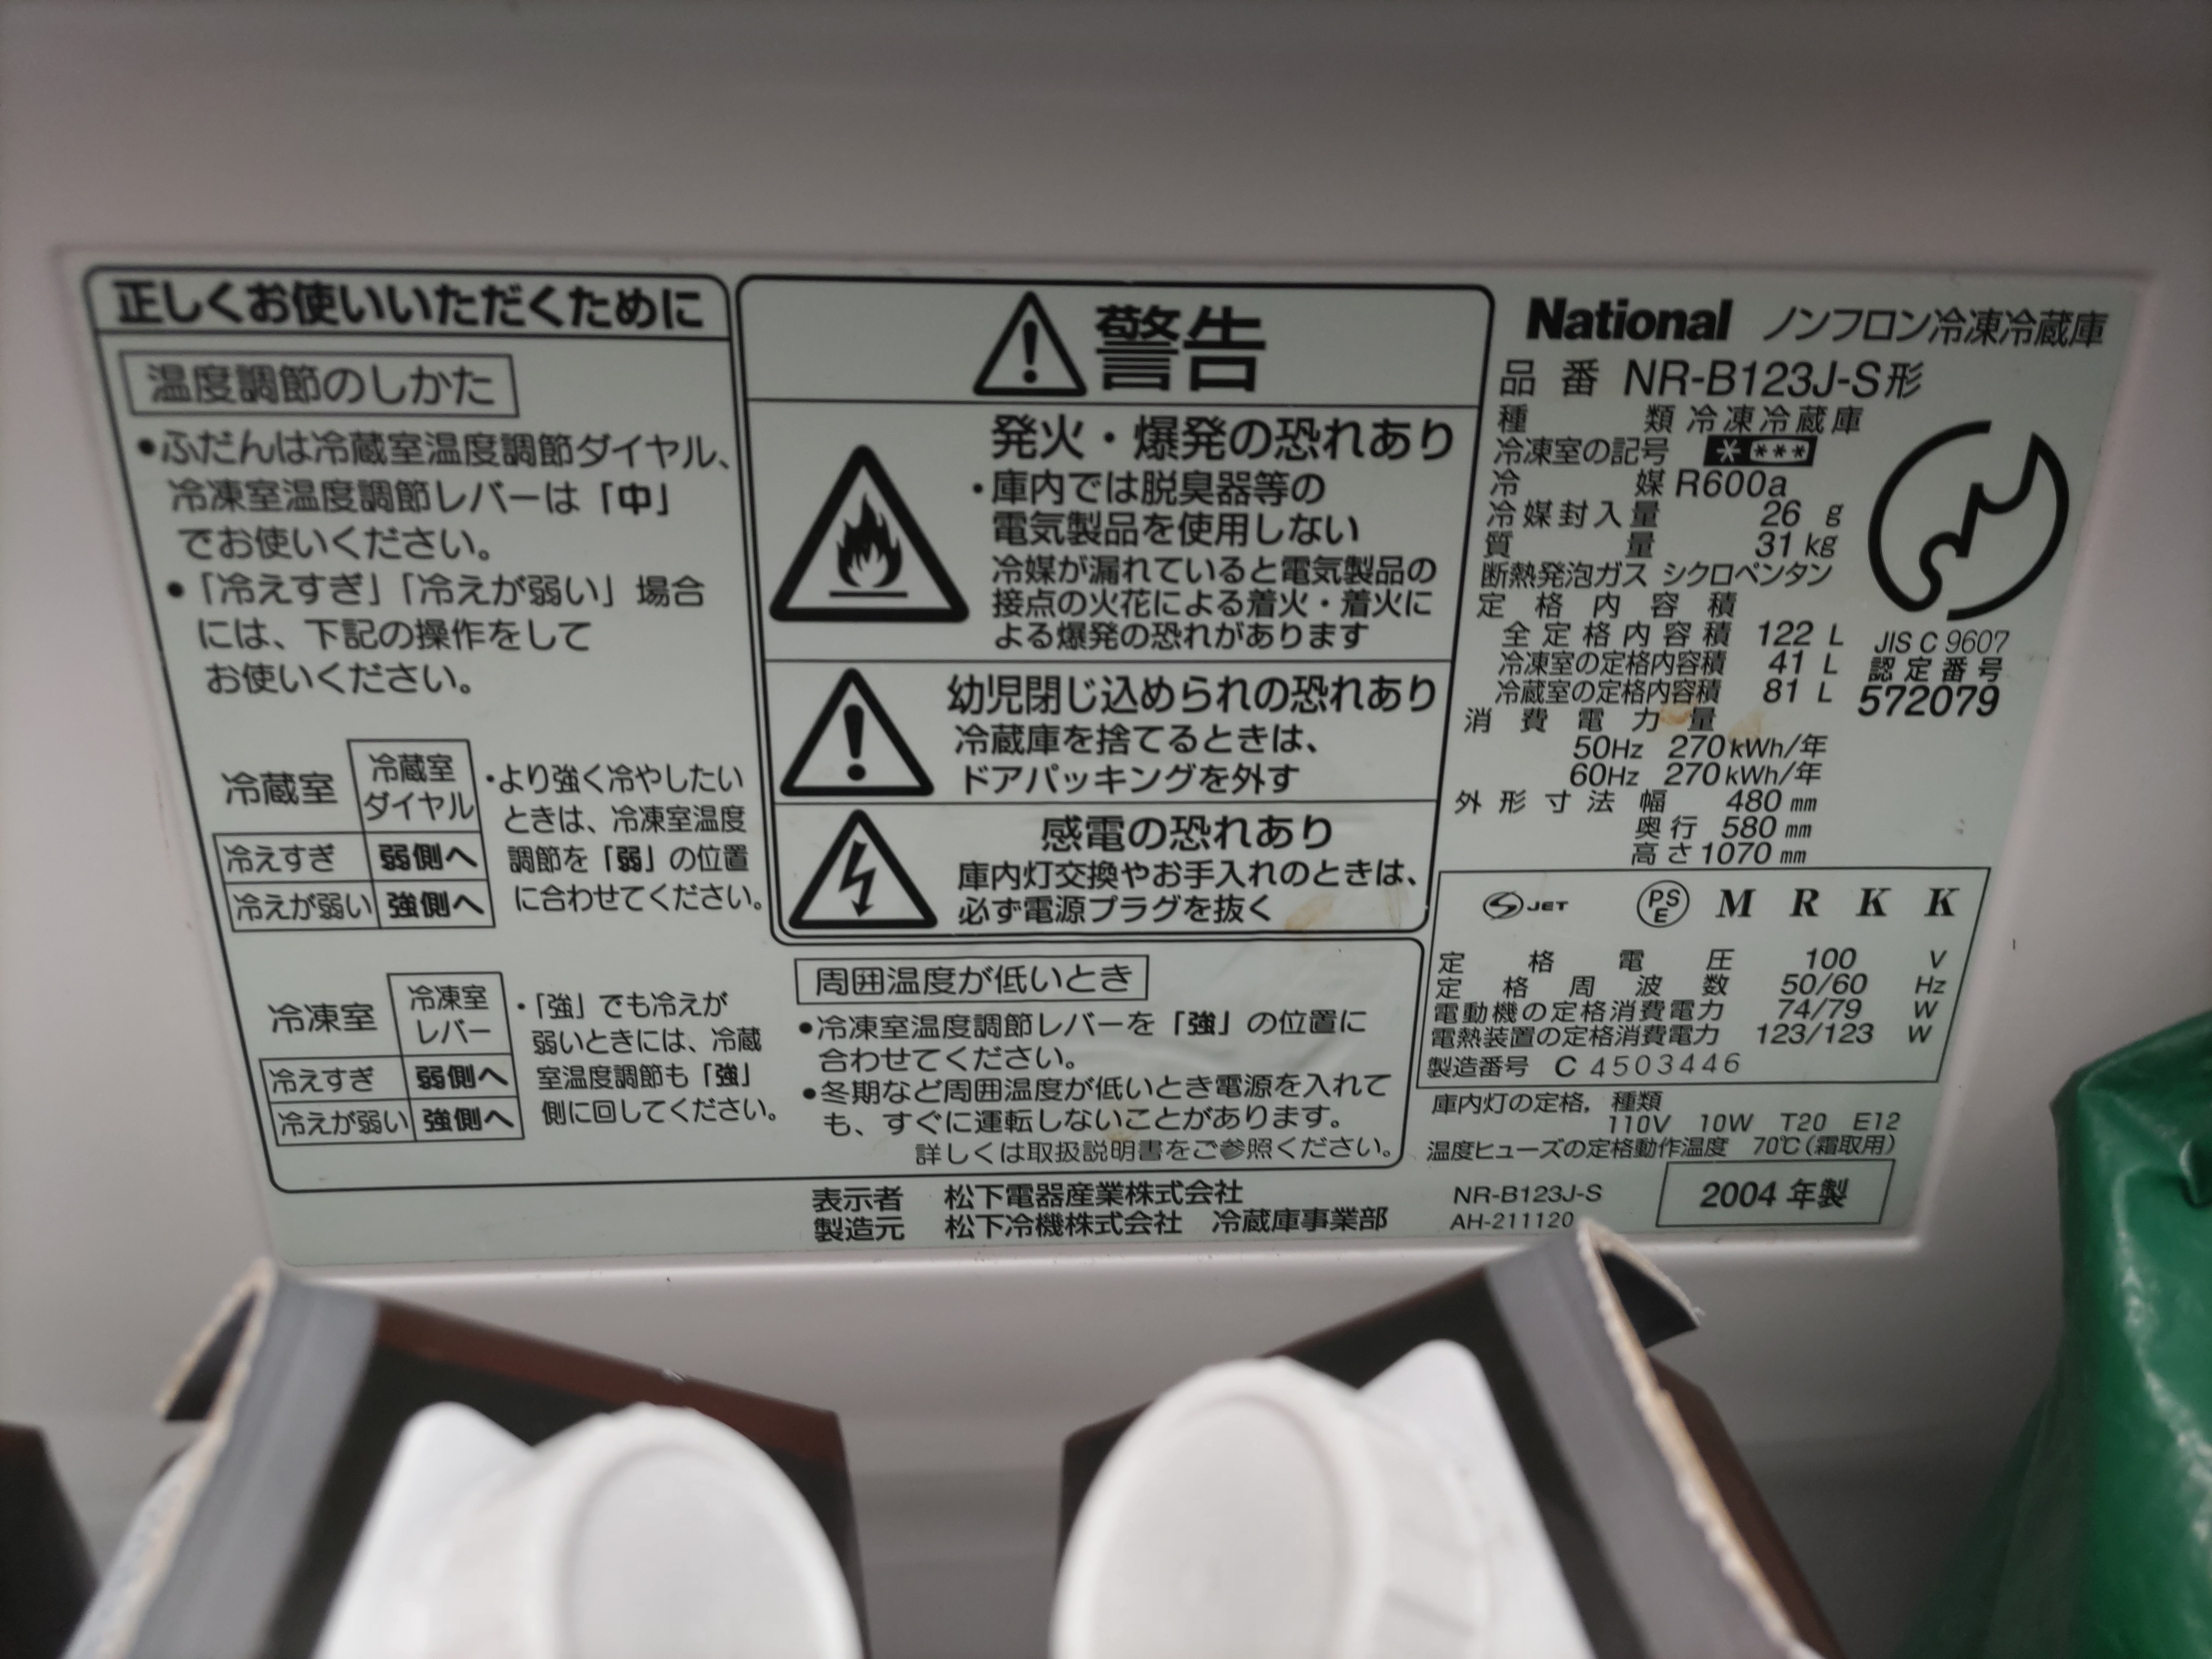 正しくお使いいただくために
温度調節のしかた
•ふだんは冷蔵室温度調節ダイヤル、
冷凍室温度調節レバーは「中」
でお使いください。
•「冷えすぎ」「冷えが弱い」場合
には、下記の操作をして
お使いください。
冷蔵室 冷蔵室
ダイヤル
冷えすぎ 弱側へ
冷えが弱い 強側へ
・より強く冷やしたい
ときは、冷凍室温度
調節を「弱」の位置
に合わせてください。
冷凍室 冷凍室
レバー
冷えすぎ 弱側へ
冷えが弱い 強側へ
・「強」でも冷えが
弱いときには、冷蔵
室温度調節も「強」
側に回してください。
警告
発火・爆発の恐れあり
・庫内では脱臭器等の
電気製品を使用しない
冷媒が漏れていると電気製品の
接点の火花による着火・着火に
よる爆発の恐れがあります
幼児閉じ込められの恐れあり
冷蔵庫を捨てるときは、
ドアパッキングを外す
感電の恐れあり
庫内灯交換やお手入れのときは、
必ず電源プラグを抜く
周囲温度が低いとき
•冷凍室温度調節レバーを「強」の位置に
合わせてください。
•冬期など周囲温度が低いとき電源を入れて
も、すぐに運転しないことがあります。
詳しくは取扱説明書をご参照ください。
表示者 松下電器産業株式会社
製造元 松下冷機株式会社 冷蔵庫事業部
National ノンフロン冷凍冷蔵庫
品番 NR-B123J-S形
種類 冷凍冷蔵庫
冷凍室の記号 * ***
冷媒 R600a
冷媒封入量 26 g
質量 31 kg
断熱発泡ガス シクロペンタン
定格内容積
全定格内容積 122 L
冷凍室の定格内容積 41 L
冷蔵室の定格内容積 81 L
消費電力量
50Hz 270 kWh/年
60Hz 270 kWh/年
外形寸法 幅 480 mm
奥行 580 mm
高さ 1070 mm
JIS C 9607
認定番号
572079
S JET PSE M R K K
定格電圧 100 V
定格周波数 50/60 Hz
電動機の定格消費電力 74/79 W
電熱装置の定格消費電力 123/123 W
製造番号 C 4503446
庫内灯の定格，種類
110V 10W T20 E12
温度ヒューズの定格動作温度 70℃(霜取用)
NR-B123J-S
AH-211120
2004 年製